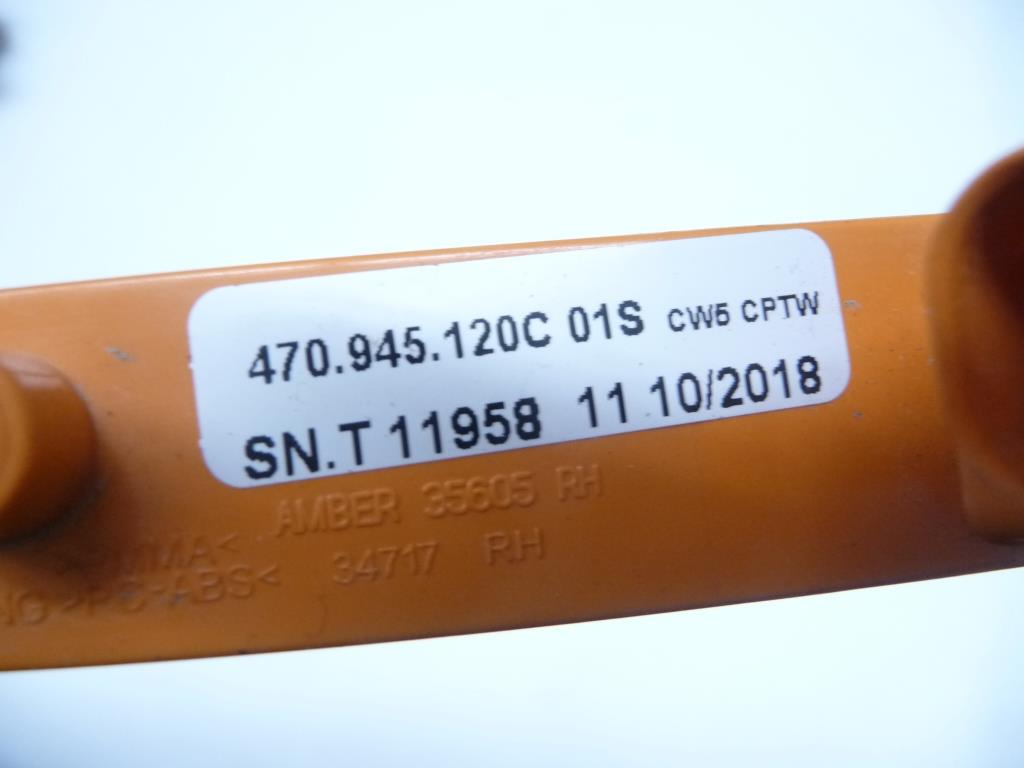 470.945.120C 01S CW5 CPTW
SN.T 11958 11 10/2018
AMBER 35605 RH
34717 RH